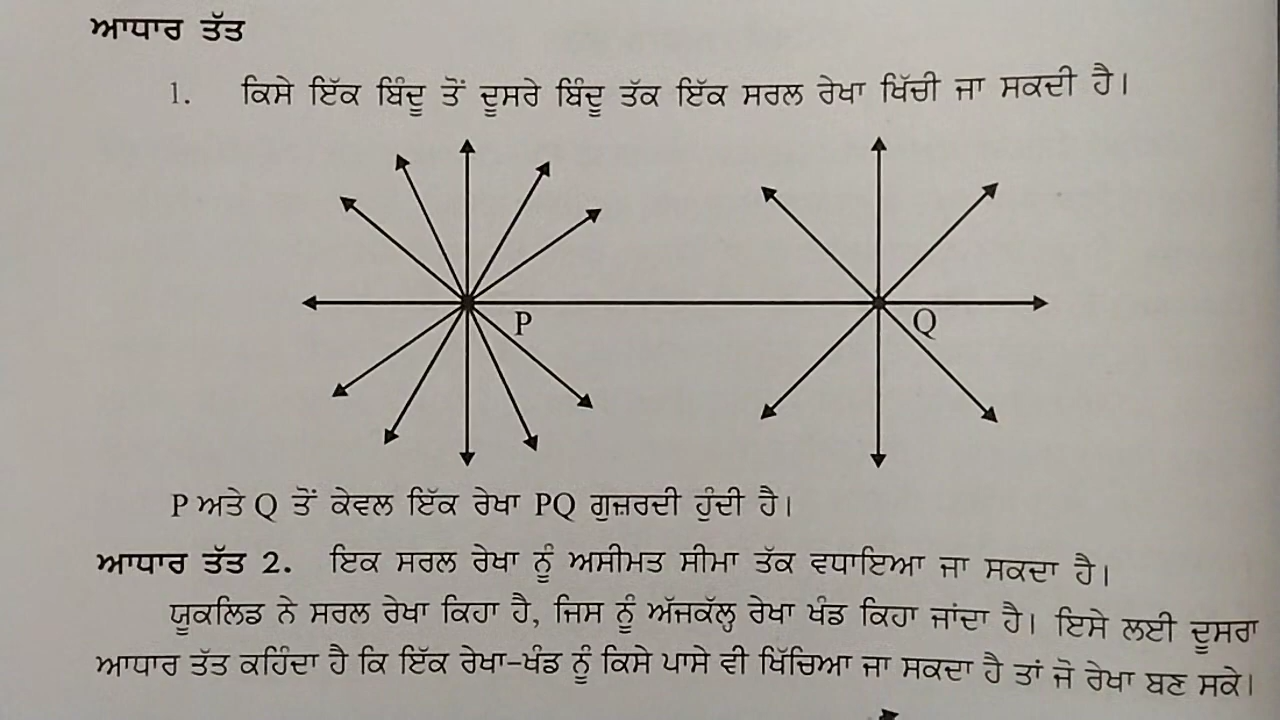 ਆਧਾਰ ਤੱਤ
1. ਕਿਸੇ ਇੱਕ ਬਿੰਦੂ ਤੋਂ ਦੂਸਰੇ ਬਿੰਦੂ ਤੱਕ ਇੱਕ ਸਰਲ ਰੇਖਾ ਖਿੱਚੀ ਜਾ ਸਕਦੀ ਹੈ।
P Q
P ਅਤੇ Q ਤੋਂ ਕੇਵਲ ਇੱਕ ਰੇਖਾ PQ ਗੁਜ਼ਰਦੀ ਹੁੰਦੀ ਹੈ।
ਆਧਾਰ ਤੱਤ 2. ਇਕ ਸਰਲ ਰੇਖਾ ਨੂੰ ਅਸੀਮਤ ਸੀਮਾ ਤੱਕ ਵਧਾਇਆ ਜਾ ਸਕਦਾ ਹੈ।
ਯੂਕਲਿਡ ਨੇ ਸਰਲ ਰੇਖਾ ਕਿਹਾ ਹੈ, ਜਿਸ ਨੂੰ ਅੱਜਕੱਲ੍ਹ ਰੇਖਾ ਖੰਡ ਕਿਹਾ ਜਾਂਦਾ ਹੈ। ਇਸੇ ਲਈ ਦੂਸਰਾ
ਆਧਾਰ ਤੱਤ ਕਹਿੰਦਾ ਹੈ ਕਿ ਇੱਕ ਰੇਖਾ-ਖੰਡ ਨੂੰ ਕਿਸੇ ਪਾਸੇ ਵੀ ਖਿੱਚਿਆ ਜਾ ਸਕਦਾ ਹੈ ਤਾਂ ਜੋ ਰੇਖਾ ਬਣ ਸਕੇ।